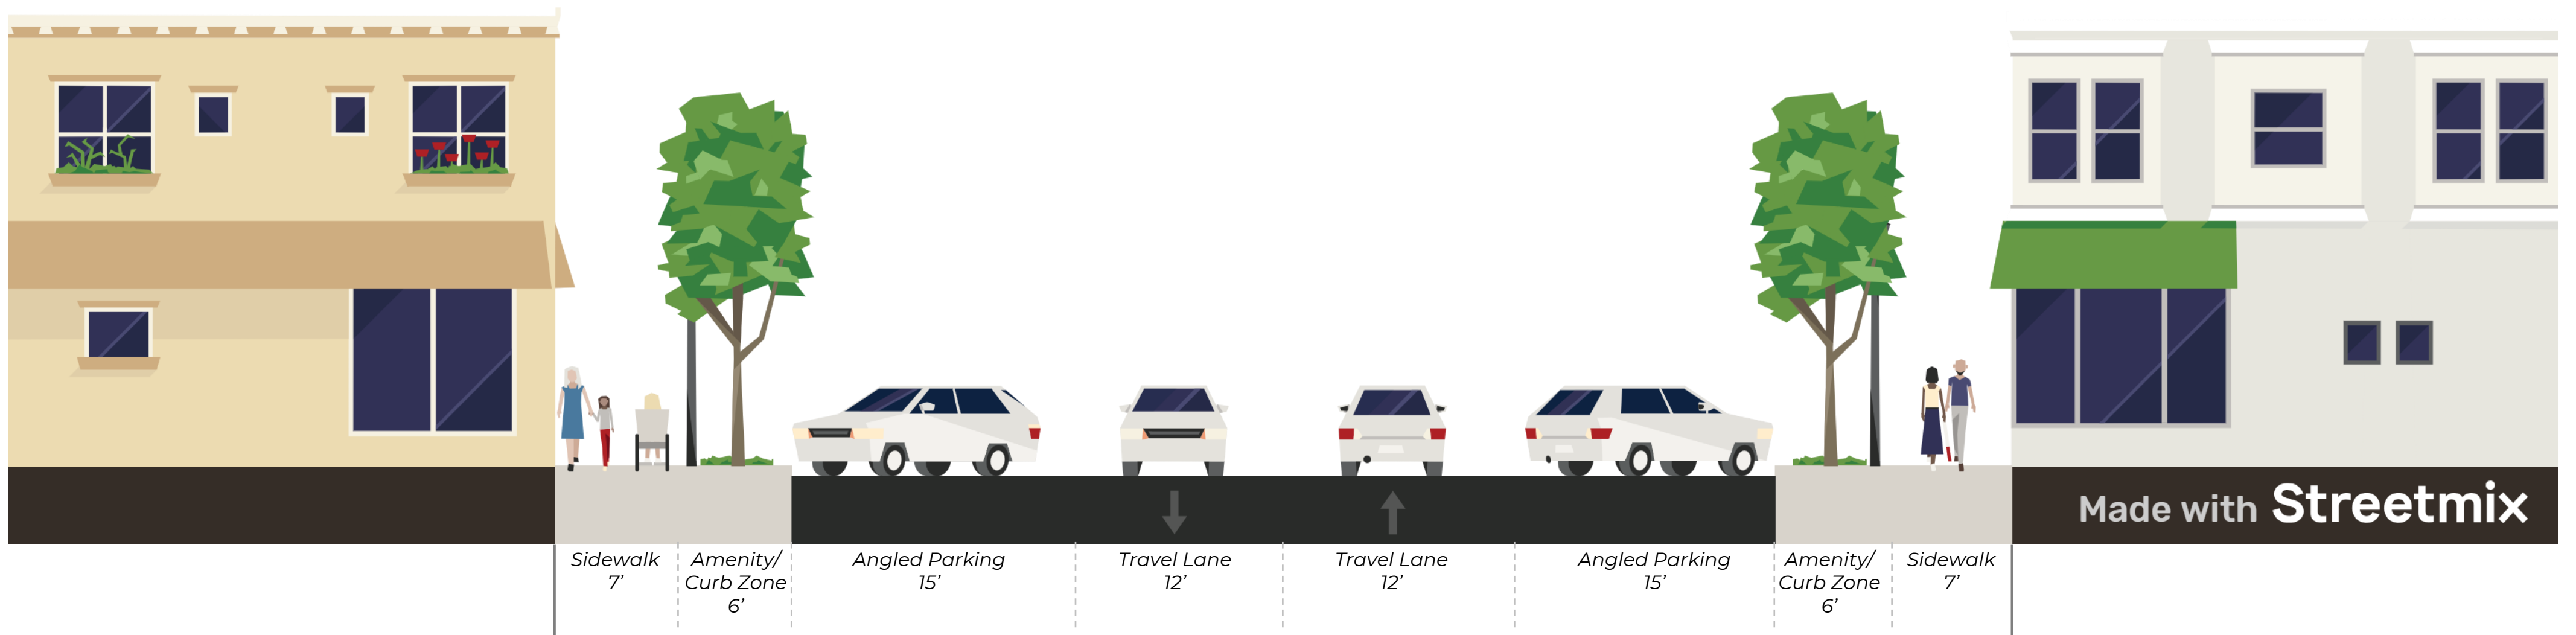 Made with Streetmix
Sidewalk
7’
Amenity/
Curb Zone
6’
Angled Parking
15’
Travel Lane
12’
Travel Lane
12’
Angled Parking
15’
Amenity/
Curb Zone
6’
Sidewalk
7’